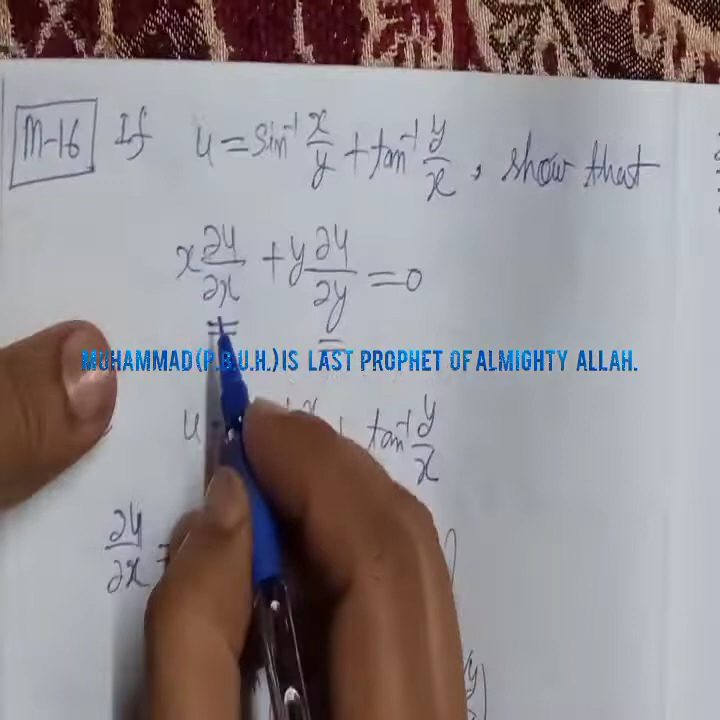 M-16 If u = sin⁻¹ x/y + tan⁻¹ y/x , show that
x ∂u/∂x + y ∂u/∂y = 0
MUHAMMAD (P.B.U.H.) IS LAST PROPHET OF ALMIGHTY ALLAH.
u tan⁻¹ y/x
∂u/∂x =